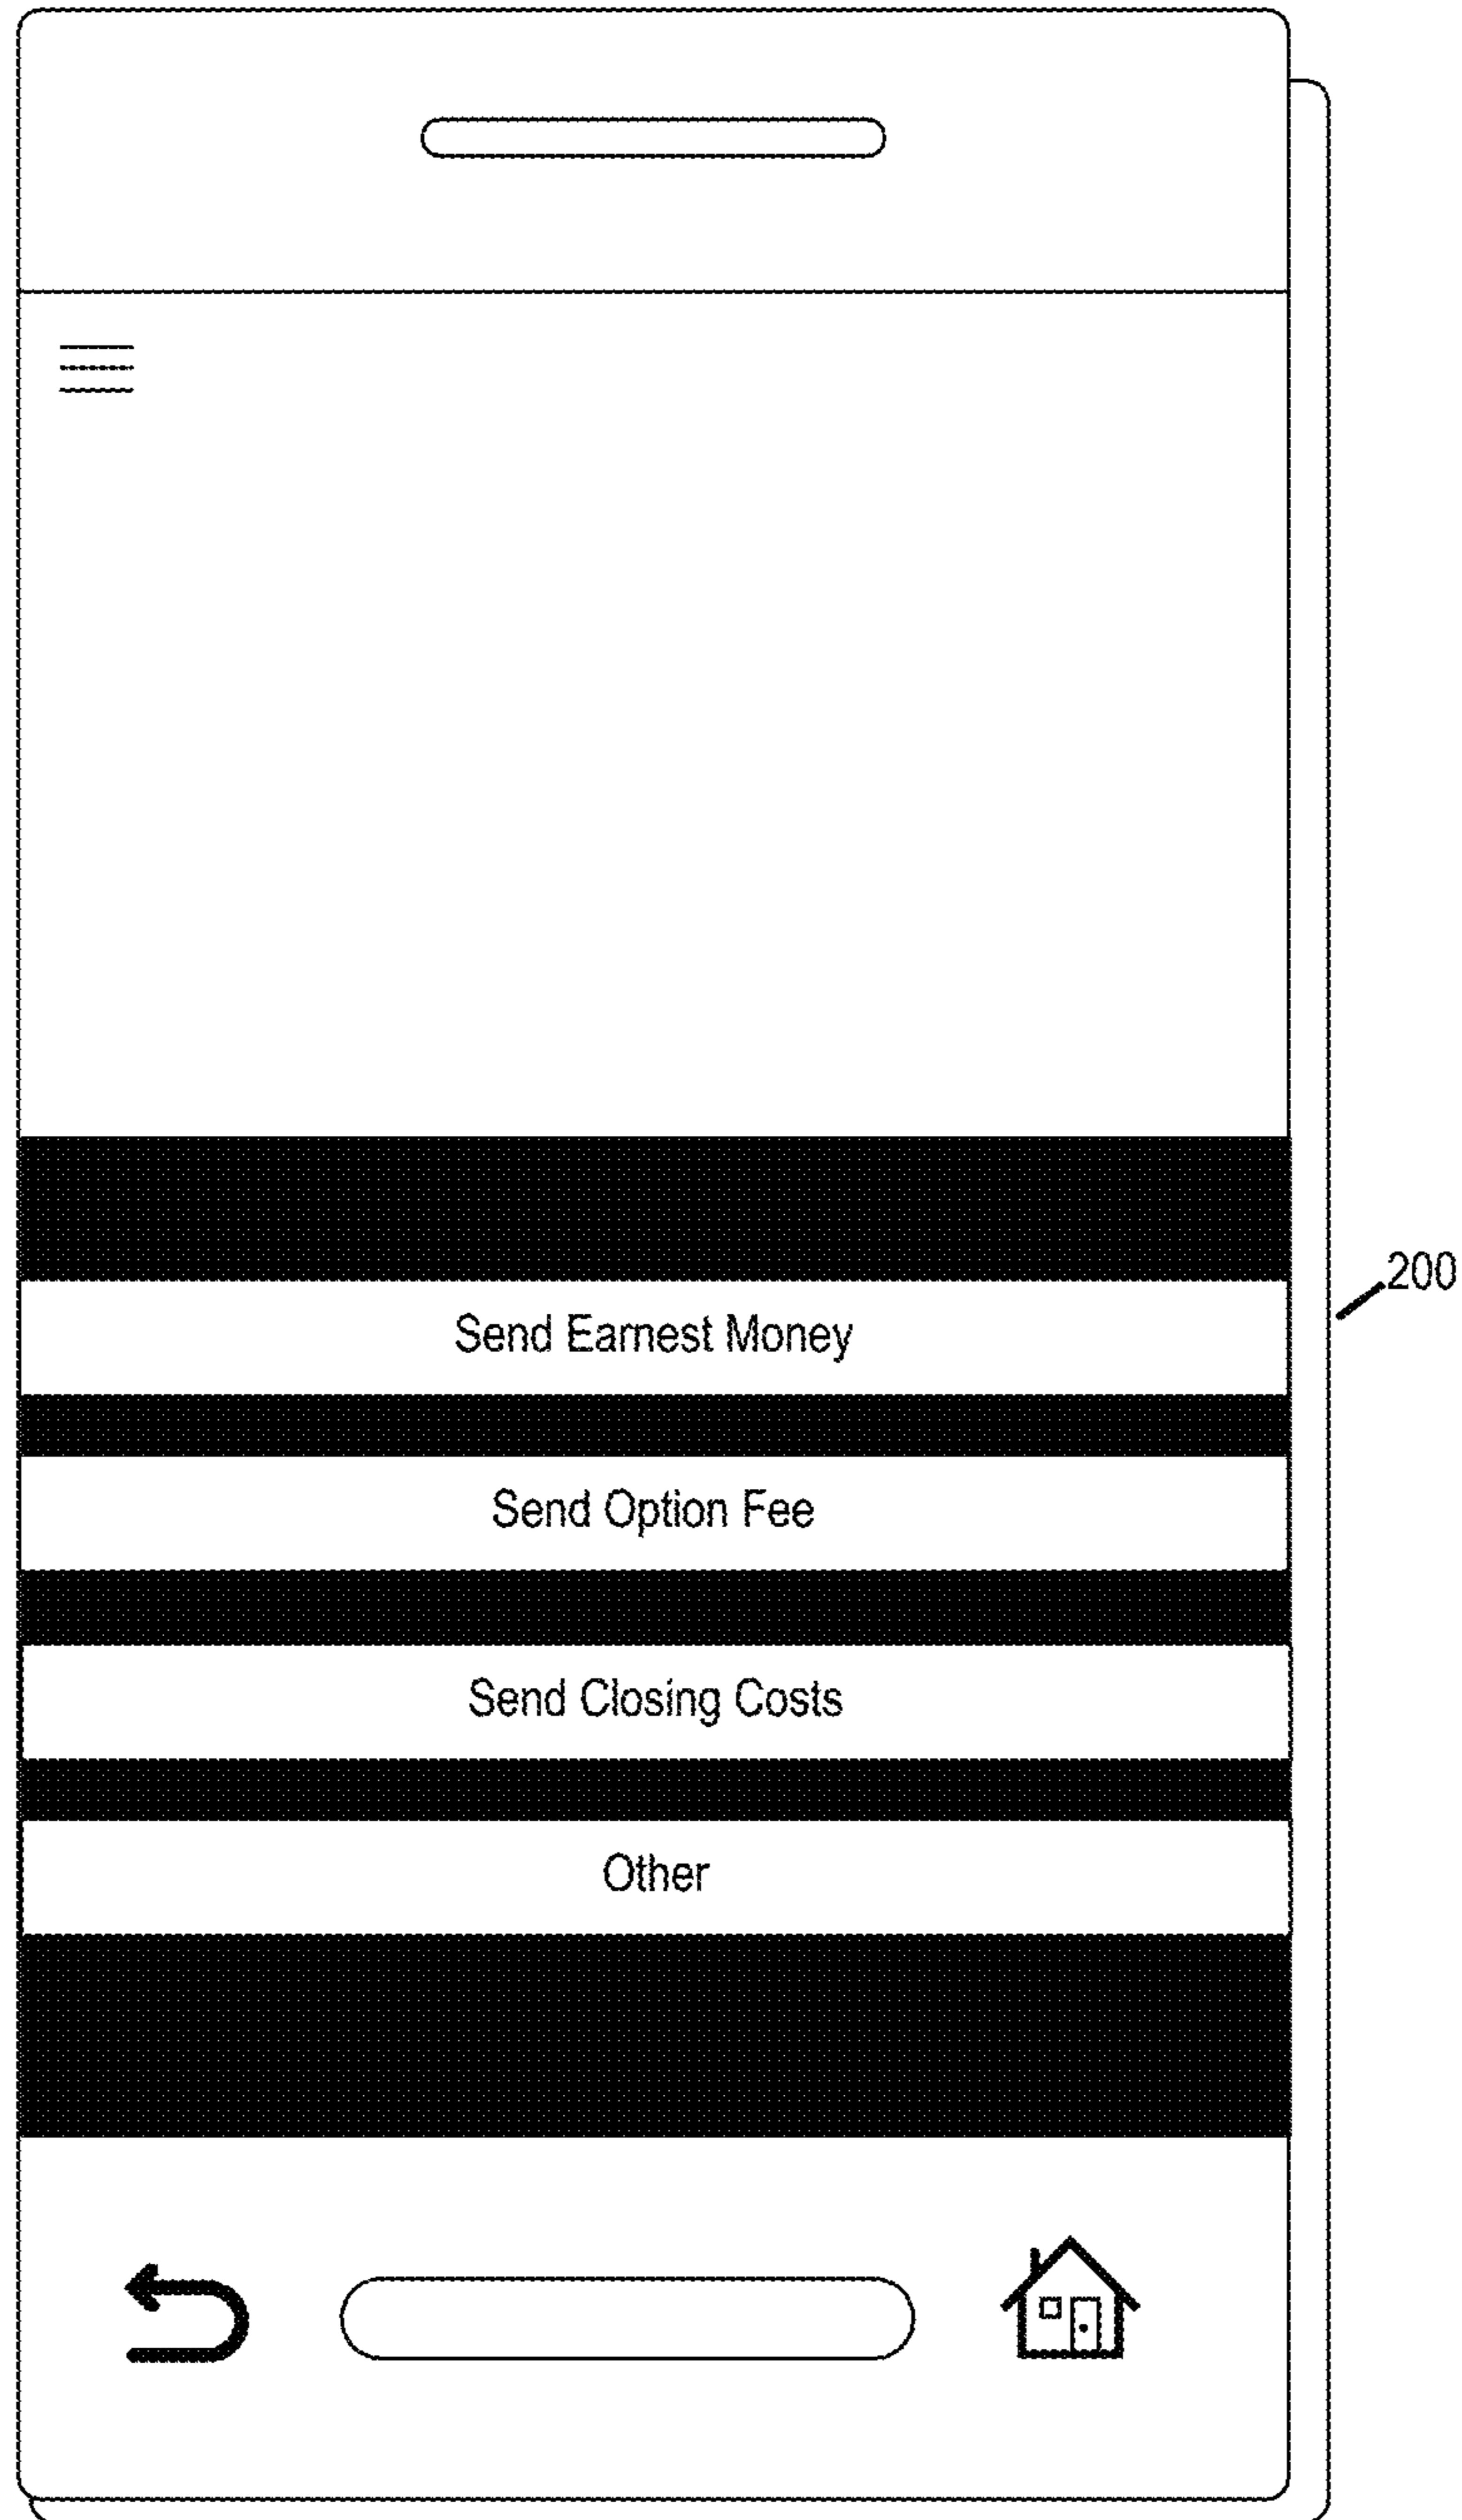 200
Send Earnest Money
Send Option Fee
Send Closing Costs
Other